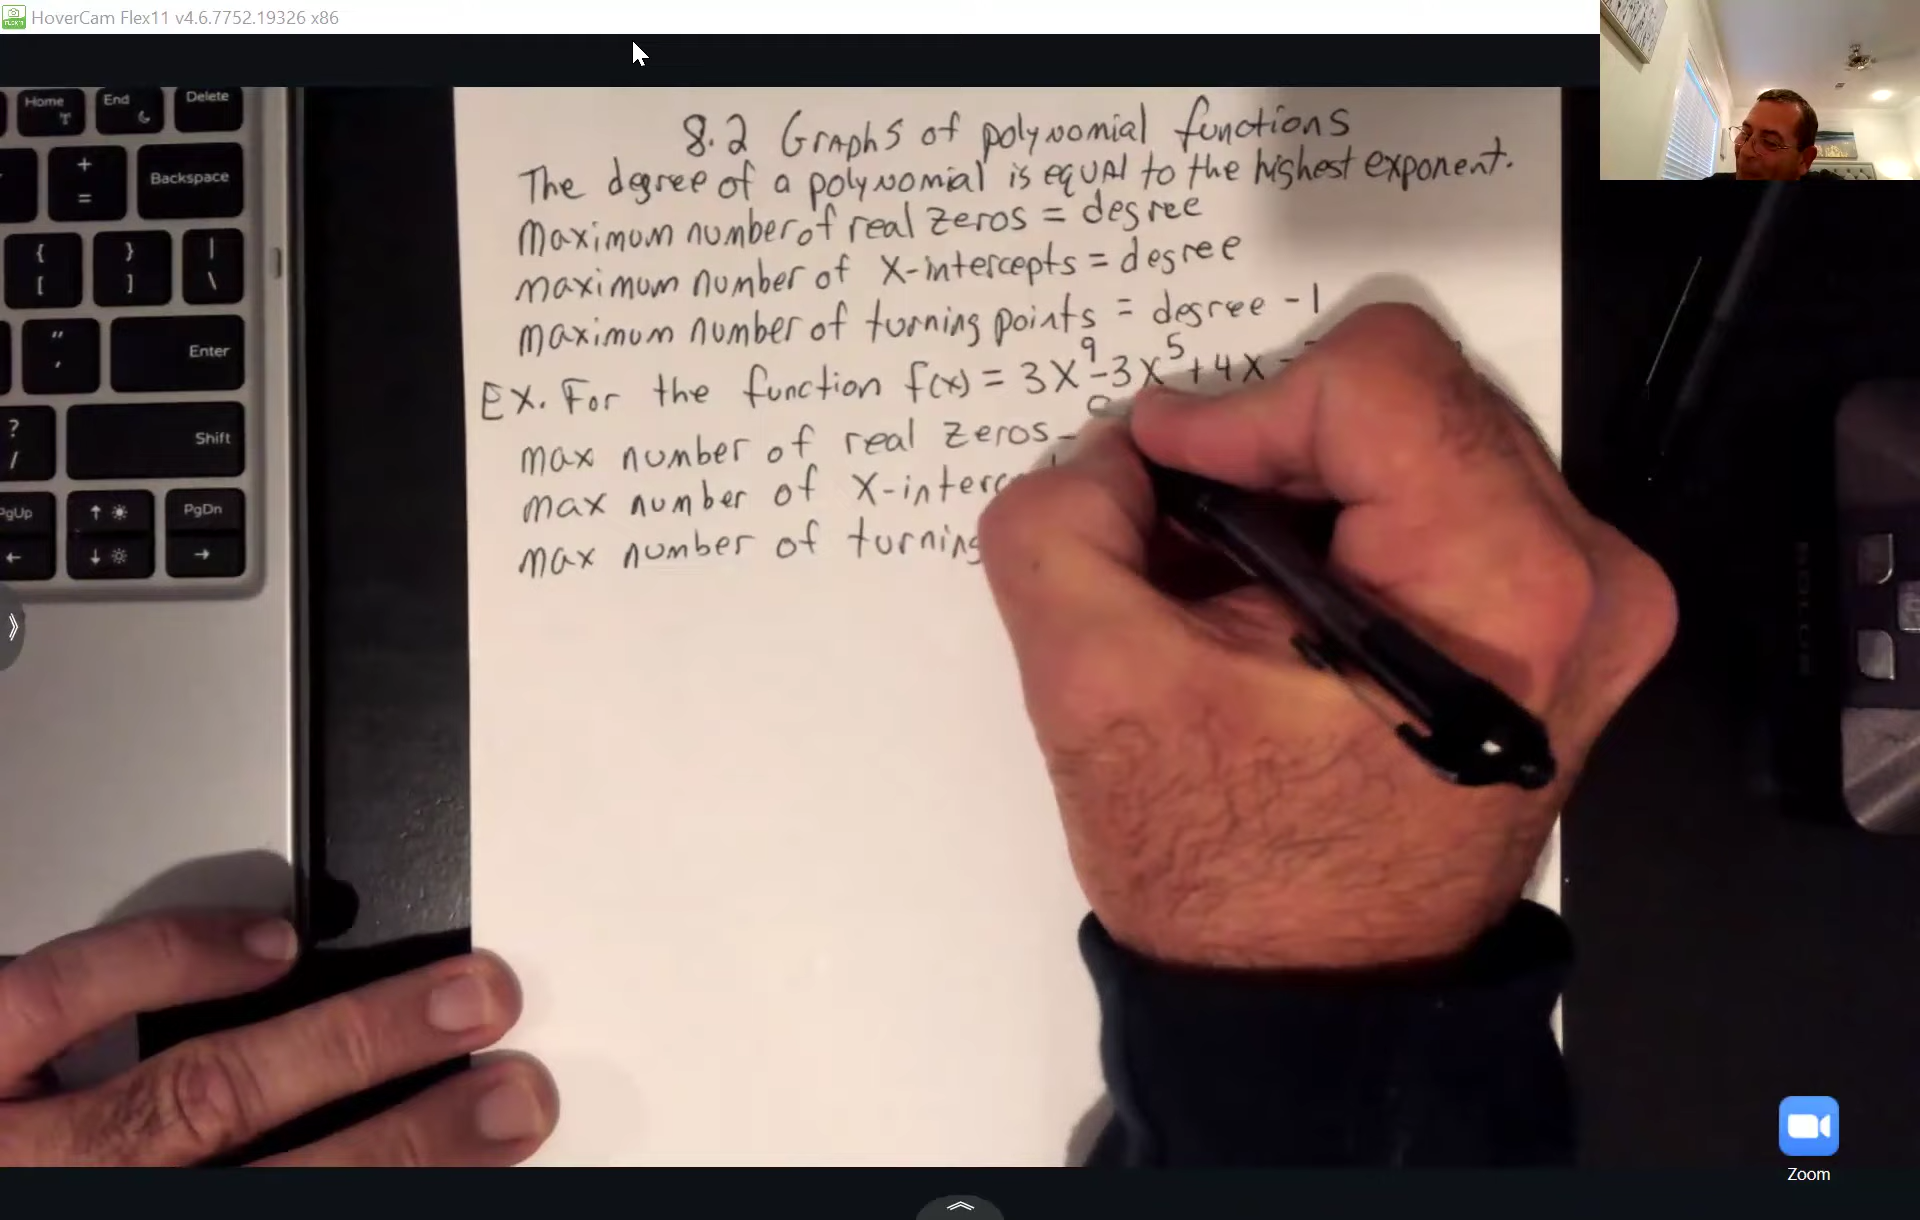 HoverCam Flex11 v4.6.7752.19326 x86
Home End Delete
+ = Backspace
{ [ } ] | \
" ' Enter
? / Shift
PgUp PgDn
8.2 Graphs of polynomial functions
The degree of a polynomial is equal to the highest exponent.
Maximum number of real zeros = degree
maximum number of X-intercepts = degree
maximum number of turning points = degree -1
Ex. For the function f(x) = 3x⁹-3x⁵+4x-
max number of real zeros
max number of X-interc
max number of turning
Zoom